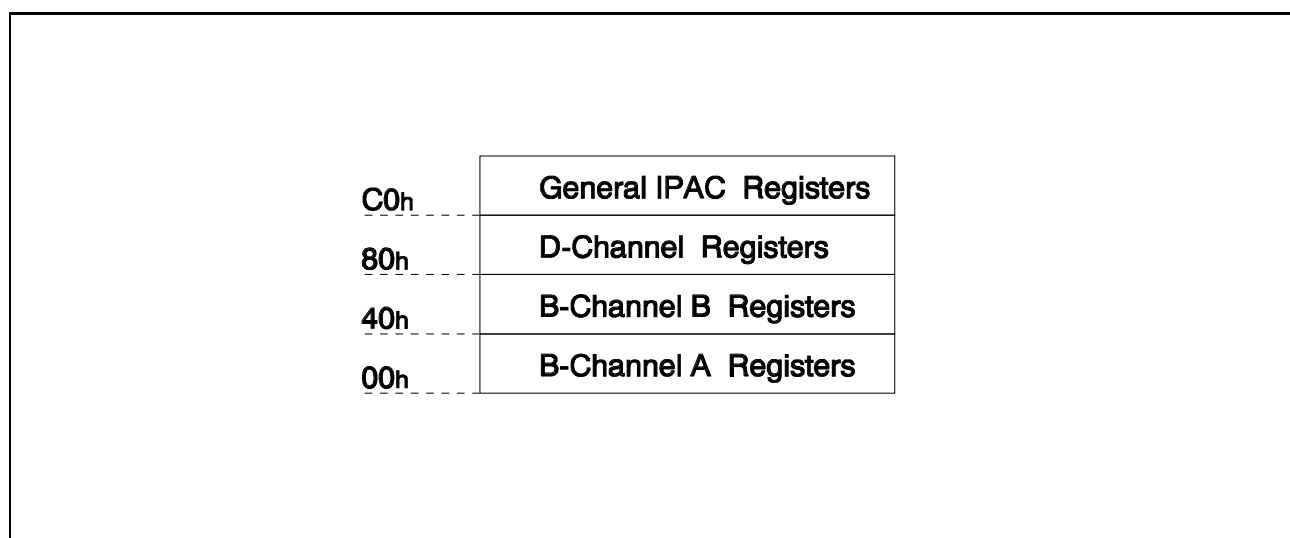 C0h General IPAC Registers
80h D-Channel Registers
40h B-Channel B Registers
00h B-Channel A Registers